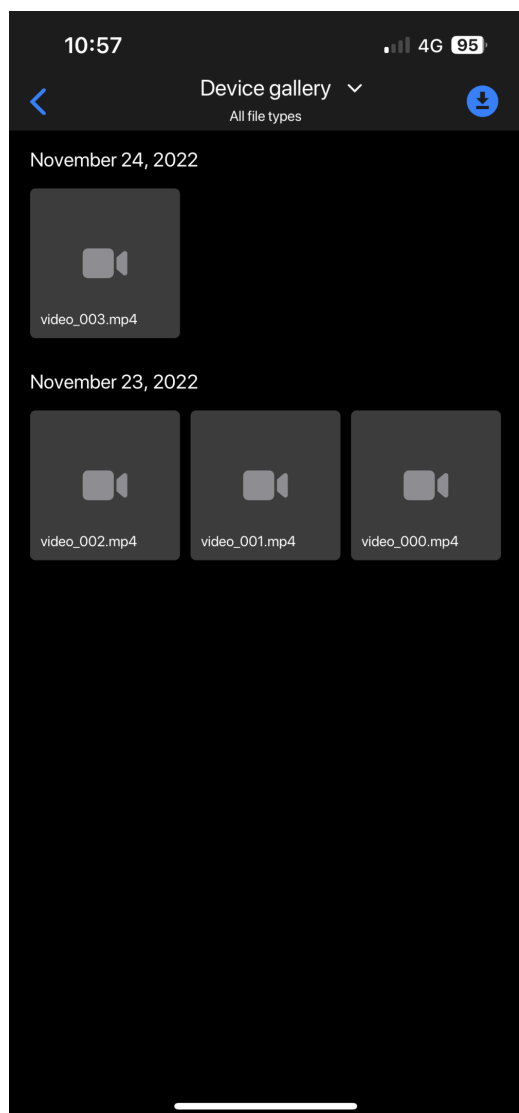 10:57
4G 95
Device gallery
All file types
November 24, 2022
video_003.mp4
November 23, 2022
video_002.mp4
video_001.mp4
video_000.mp4